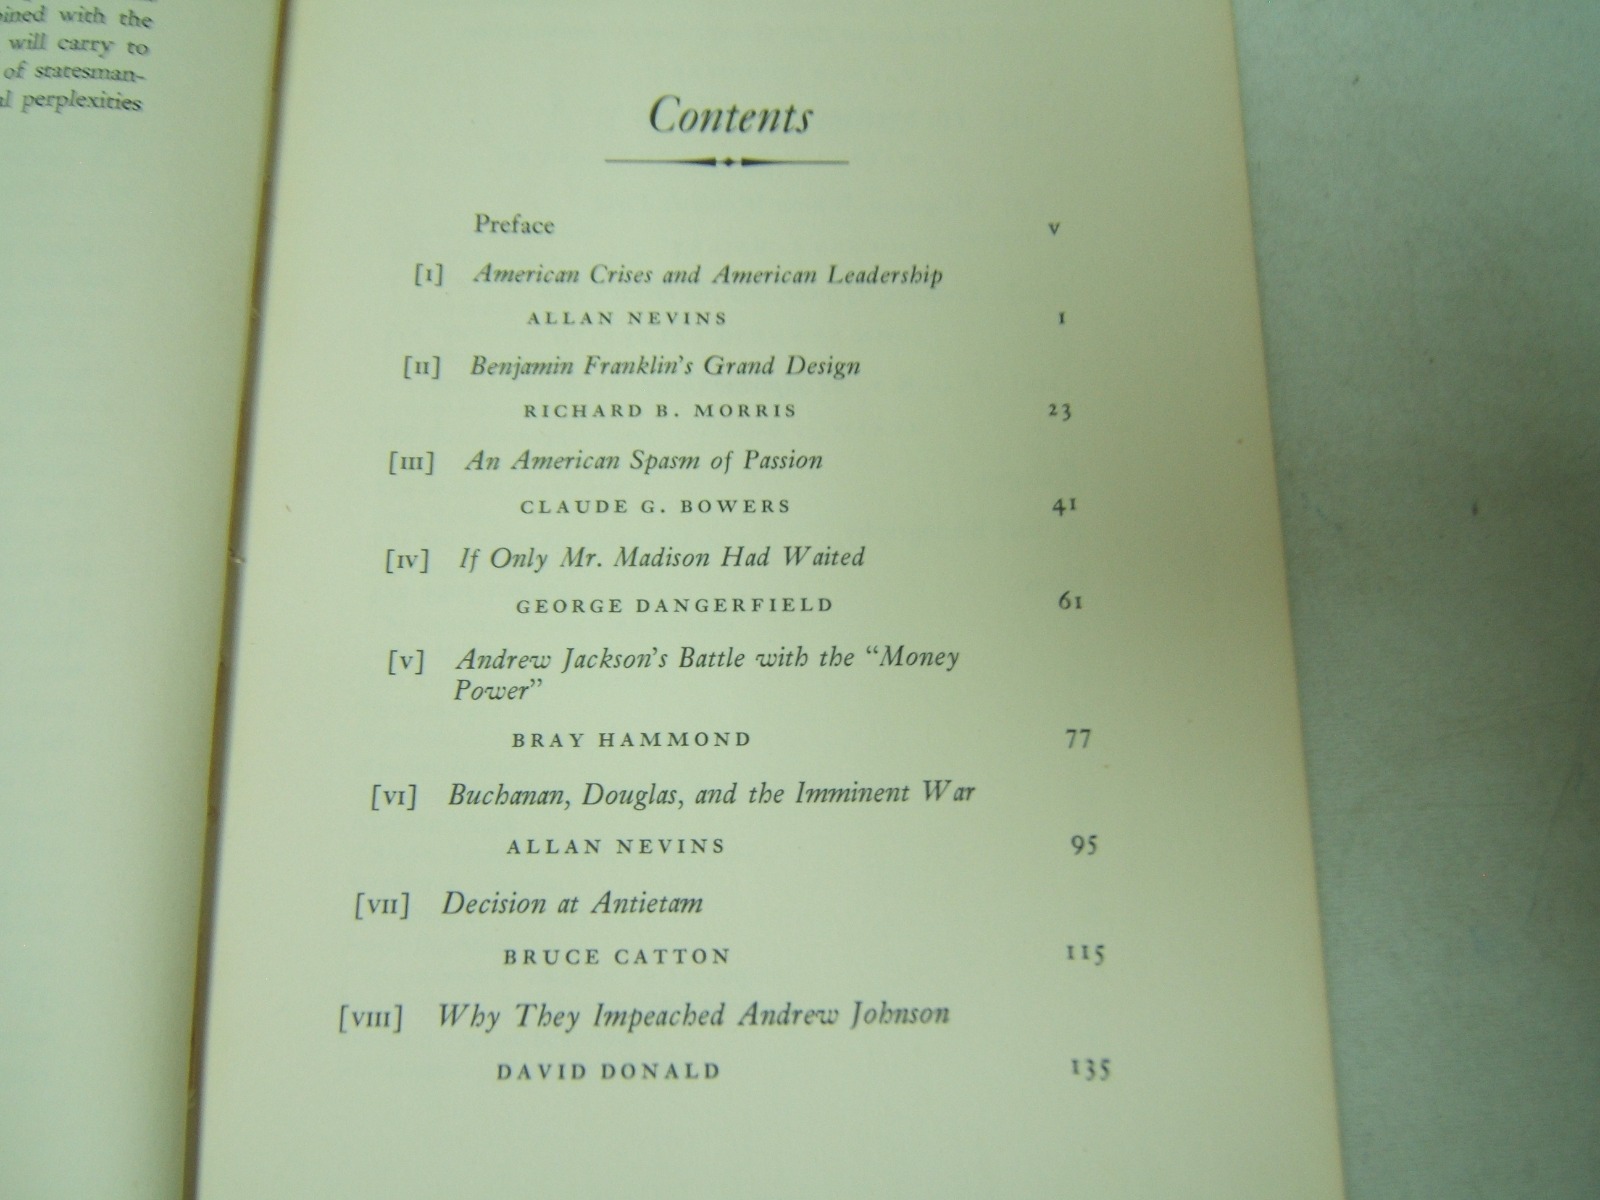 ined with the
will carry to
of statesman-
perplexities
Contents
Preface v
[I] American Crises and American Leadership
ALLAN NEVINS 1
[II] Benjamin Franklin's Grand Design
RICHARD B. MORRIS 23
[III] An American Spasm of Passion
CLAUDE G. BOWERS 41
[IV] If Only Mr. Madison Had Waited
GEORGE DANGERFIELD 61
[V] Andrew Jackson's Battle with the “Money
Power”
BRAY HAMMOND 77
[VI] Buchanan, Douglas, and the Imminent War
ALLAN NEVINS 95
[VII] Decision at Antietam
BRUCE CATTON 115
[VIII] Why They Impeached Andrew Johnson
DAVID DONALD 135